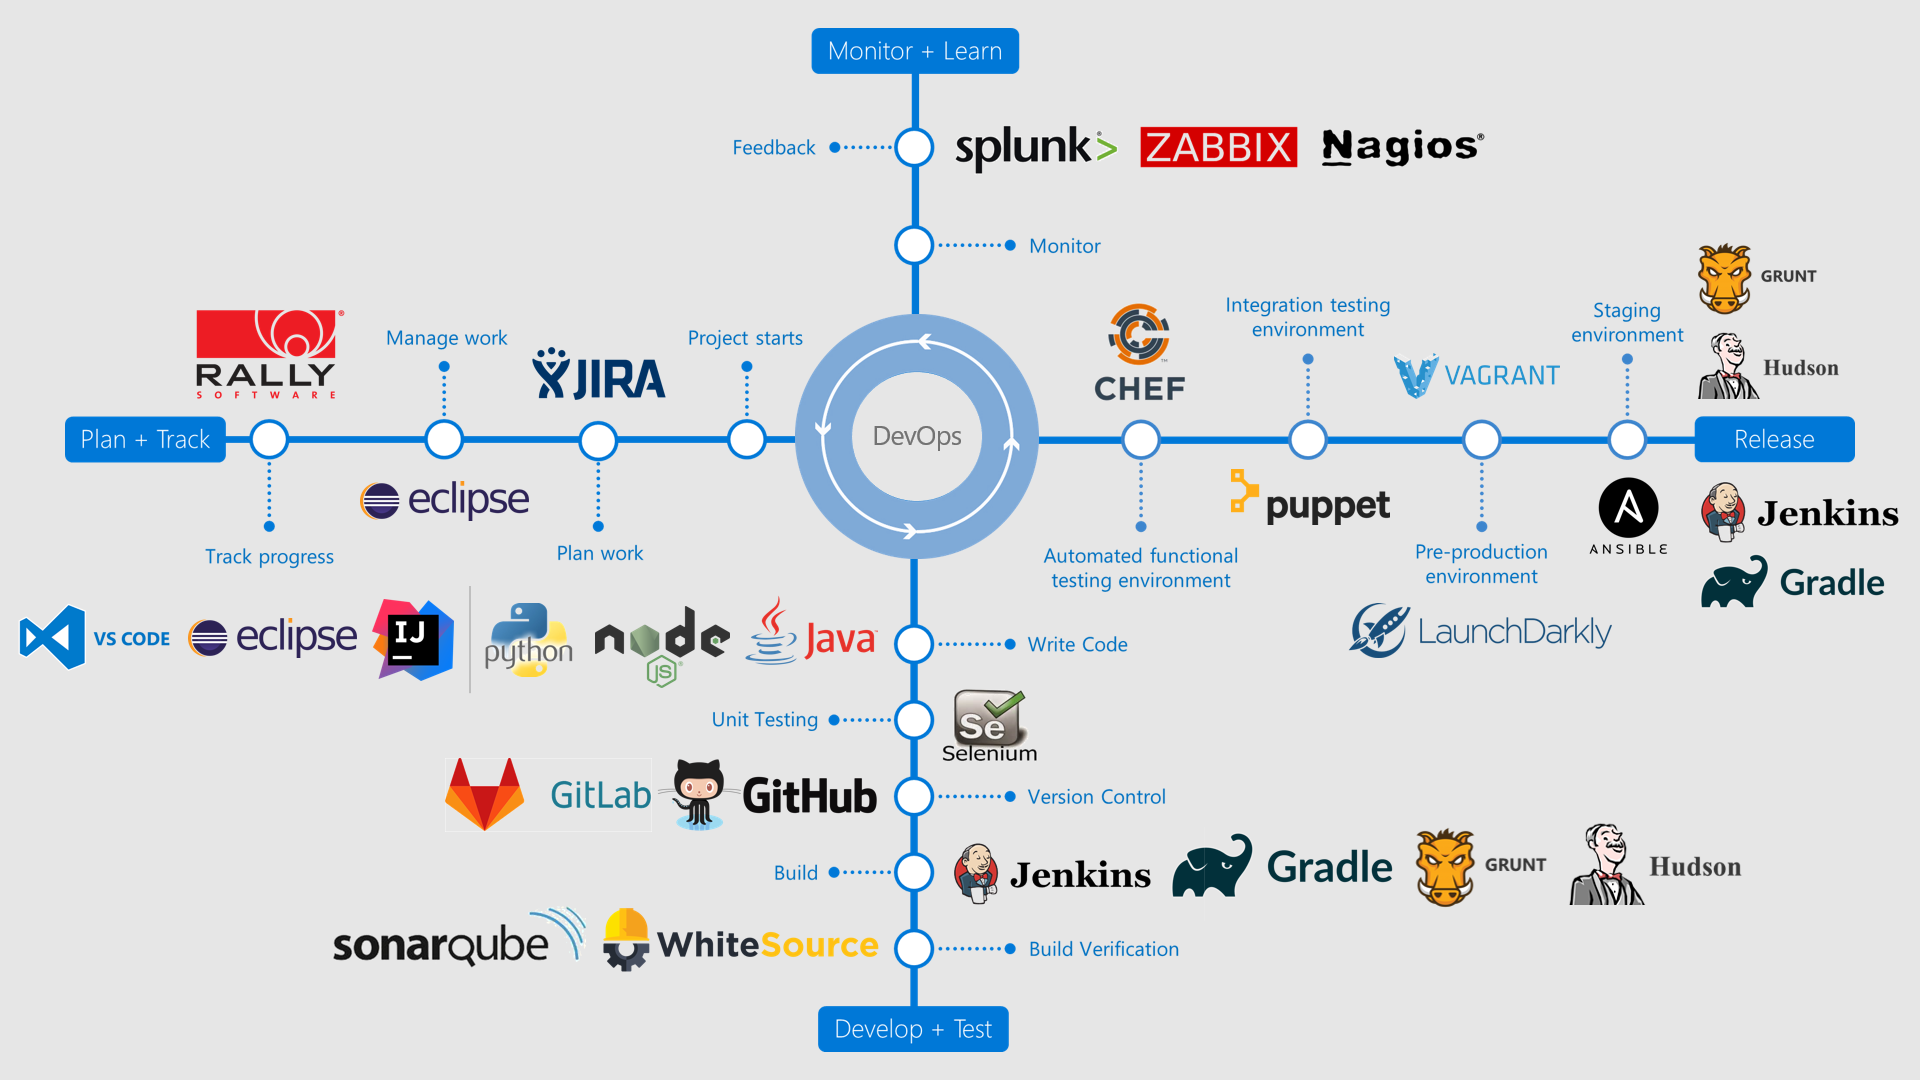 Monitor + Learn
Feedback
splunk>®
ZABBIX
Nagios®
Monitor
GRUNT
Hudson
RALLY®
SOFTWARE
Manage work
JIRA
Project starts
CHEF™
Integration testing
environment
VAGRANT
Staging
environment
Plan + Track
DevOps
Release
eclipse
Track progress
Plan work
Automated functional
testing environment
puppet
Pre-production
environment
ANSIBLE
Jenkins
Gradle
LaunchDarkly
VS CODE
eclipse
IJ
python
node
JS®
Java™
Write Code
Unit Testing
Se
Selenium
GitLab
GitHub
Version Control
Build
Jenkins
Gradle
GRUNT
Hudson
sonarqube
WhiteSource
Build Verification
Develop + Test